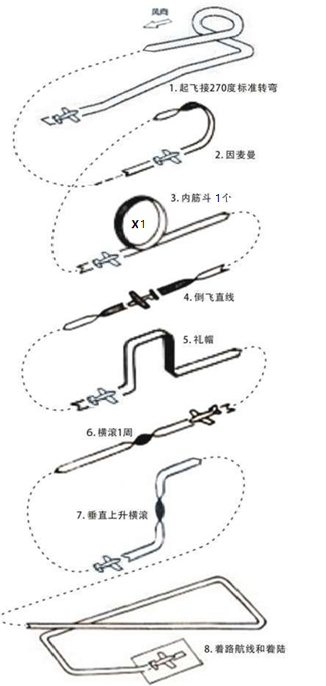 风向
1.起飞接270度标准转弯
2.因麦曼
3.内筋斗 1个
X1
4.倒飞直线
5.礼帽
6.横滚1周
7.垂直上升横滚
8.着路航线和着陆